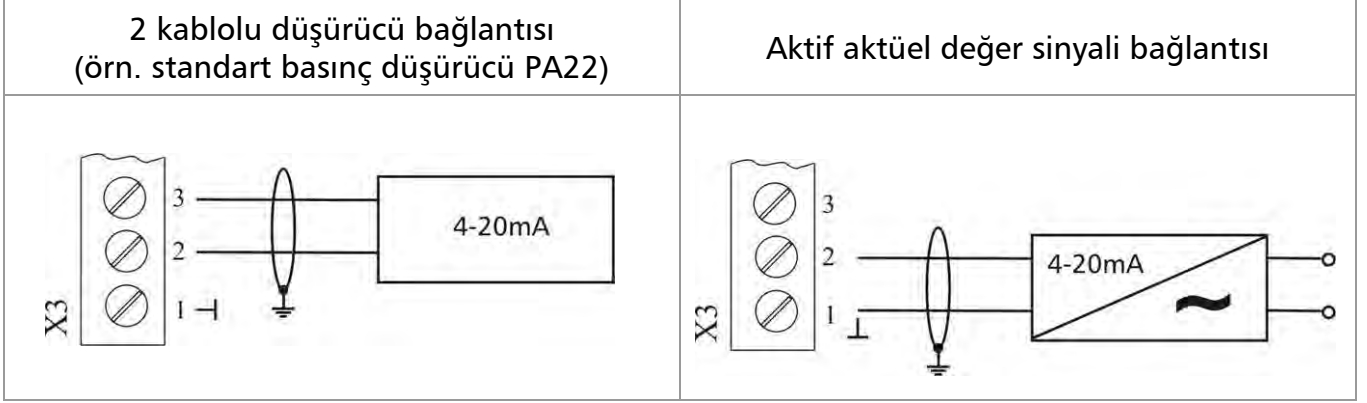 2 kablolu düşürücü bağlantısı
(örn. standart basınç düşürücü PA22)
Aktif aktüel değer sinyali bağlantısı
3
2
1
X3
4-20mA
3
2
1
X3
4-20mA